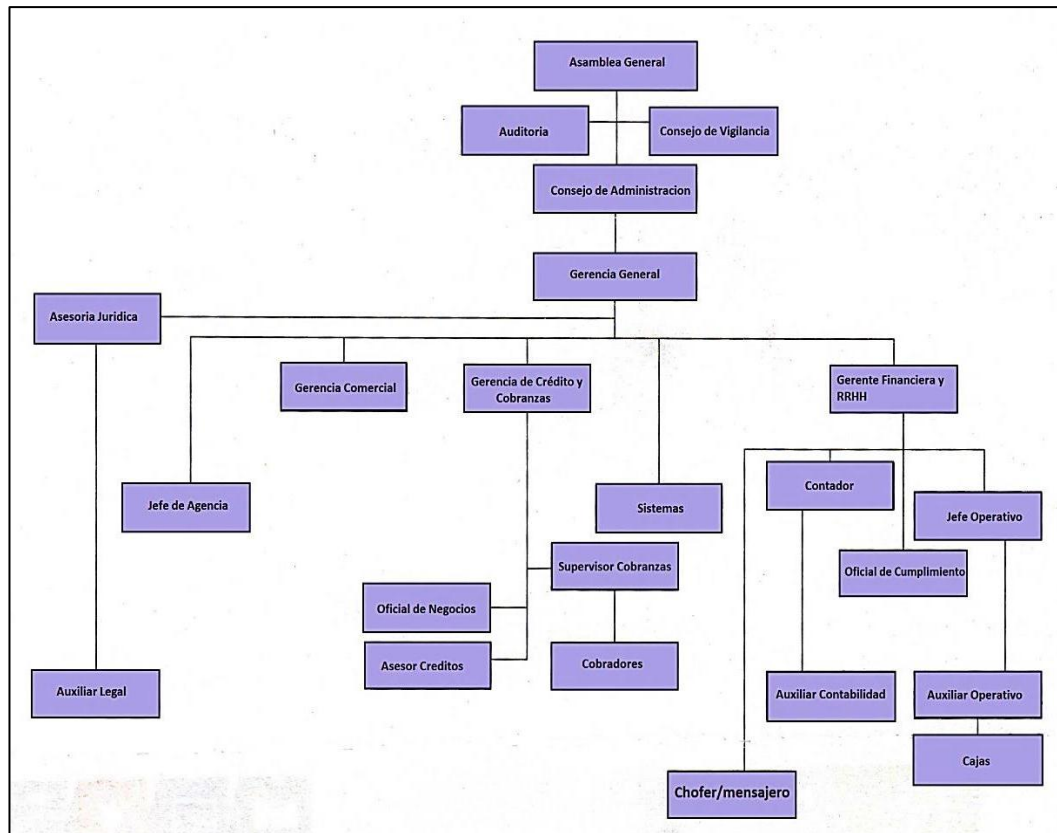 Asamblea General
Auditoria
Consejo de Vigilancia
Consejo de Administracion
Gerencia General
Asesoria Juridica
Gerencia Comercial
Gerencia de Crédito y
Cobranzas
Gerente Financiera y
RRHH
Jefe de Agencia
Sistemas
Contador
Jefe Operativo
Supervisor Cobranzas
Oficial de Cumplimiento
Oficial de Negocios
Asesor Creditos
Cobradores
Auxiliar Legal
Auxiliar Contabilidad
Auxiliar Operativo
Cajas
Chofer/mensajero